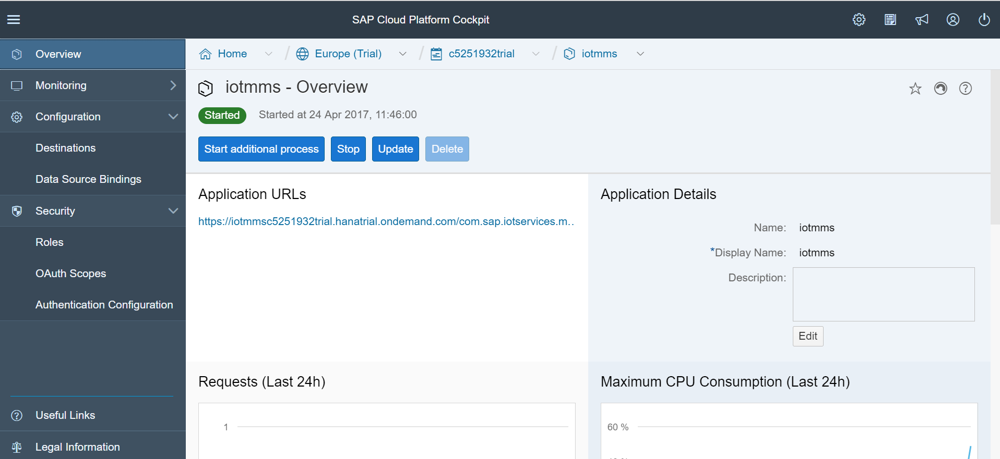 SAP Cloud Platform Cockpit
Overview
Monitoring
Configuration
Destinations
Data Source Bindings
Security
Roles
OAuth Scopes
Authentication Configuration
Useful Links
Legal Information
Home / Europe (Trial) / c5251932trial / iotmms
iotmms - Overview
Started Started at 24 Apr 2017, 11:46:00
Start additional process Stop Update Delete
Application URLs
https://iotmmsc5251932trial.hanatrial.ondemand.com/com.sap.iotservices.m..
Application Details
Name: iotmms
*Display Name: iotmms
Description:
Edit
Requests (Last 24h)
1
Maximum CPU Consumption (Last 24h)
60 %